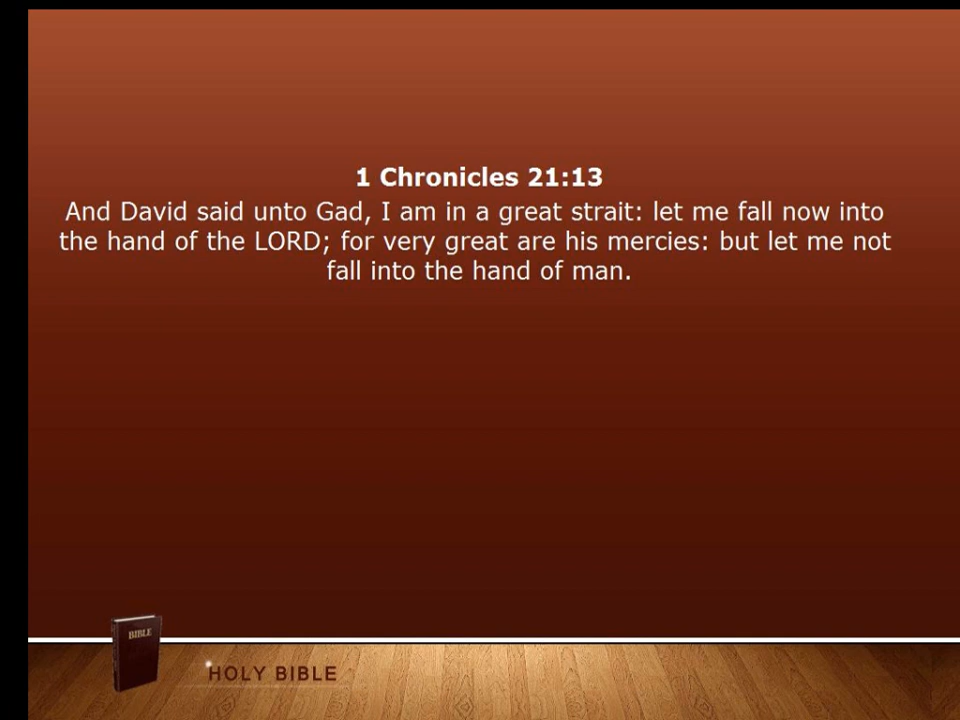 1 Chronicles 21:13
And David said unto Gad, I am in a great strait: let me fall now into
the hand of the LORD; for very great are his mercies: but let me not
fall into the hand of man.
BIBLE
HOLY BIBLE